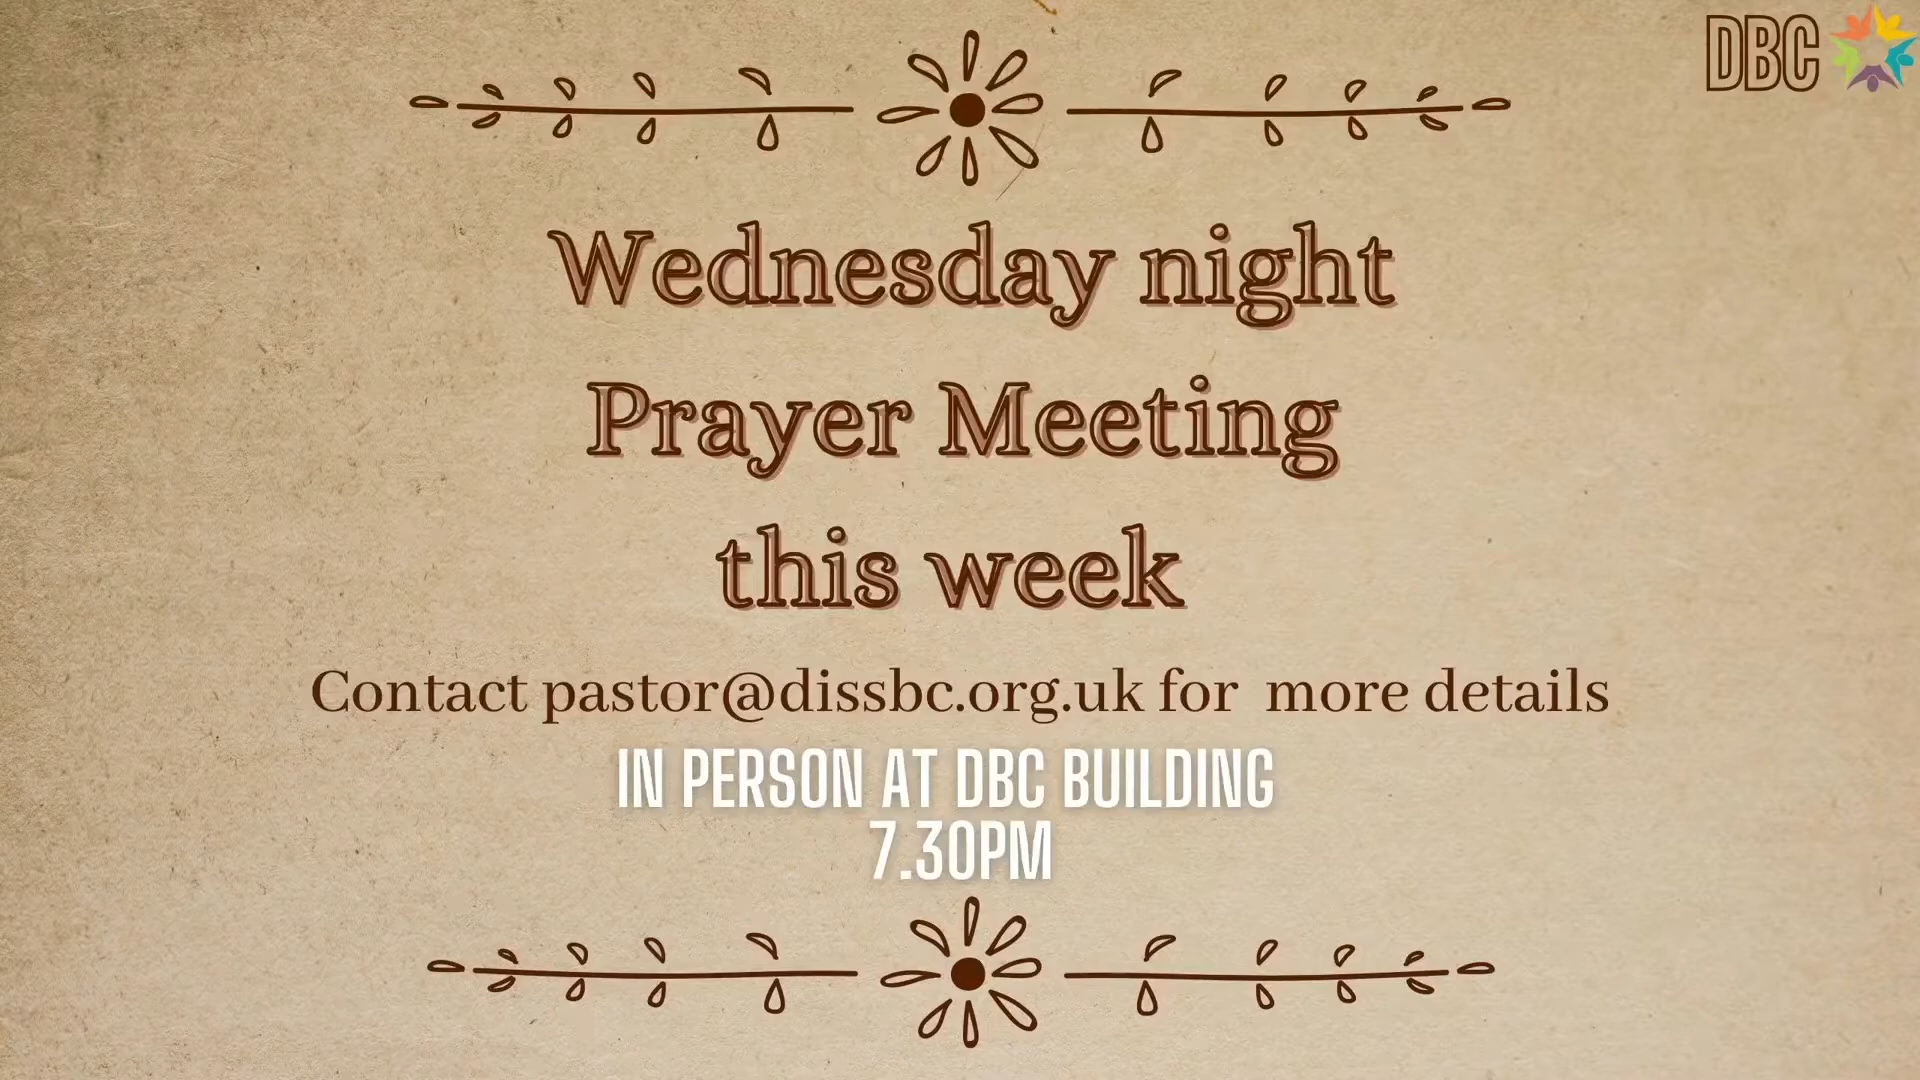 DBC
Wednesday night
Prayer Meeting
this week
Contact pastor@dissbc.org.uk for  more details
IN PERSON AT DBC BUILDING
7.30PM